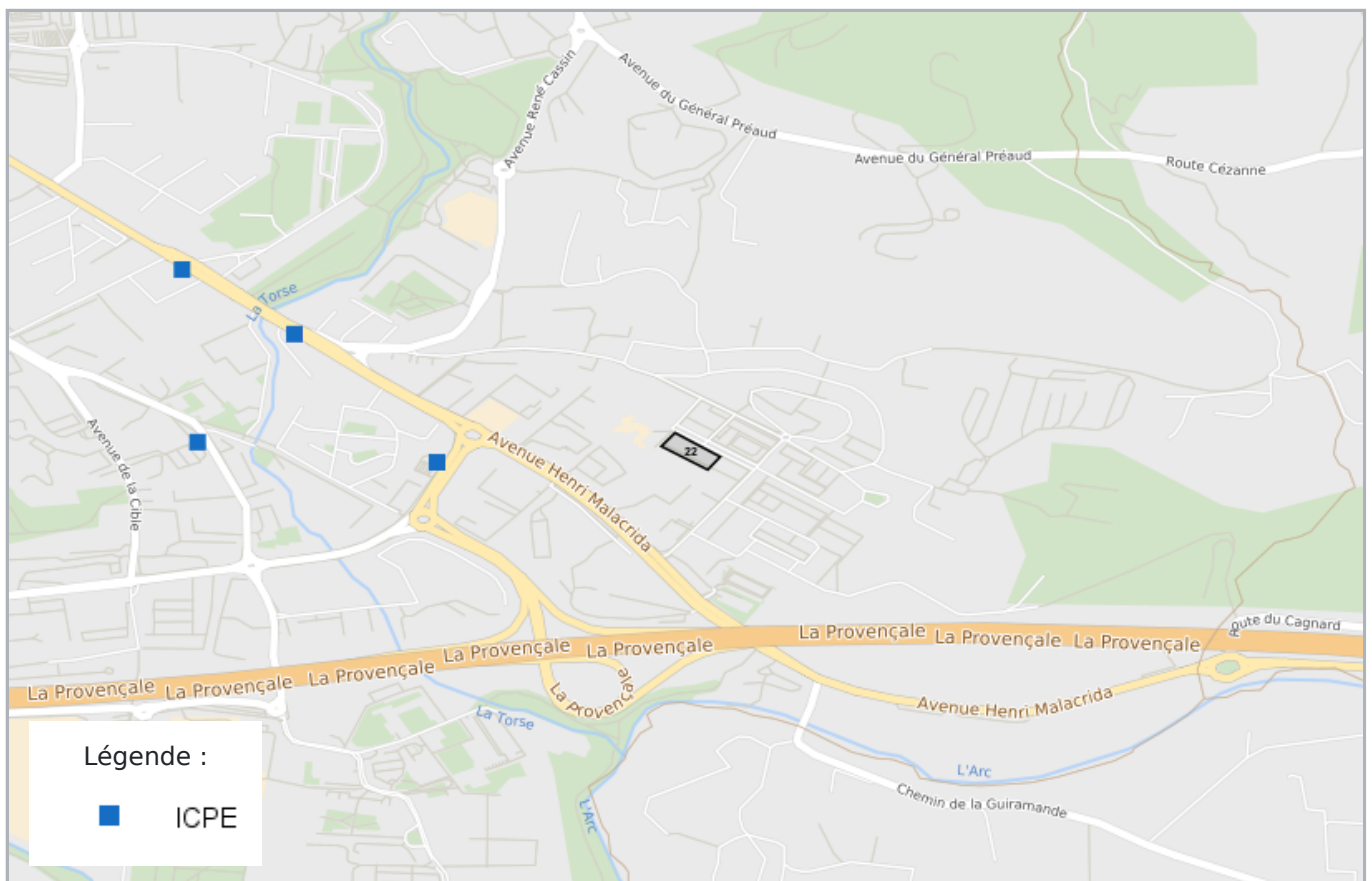 Avenue René Cassin
Avenue du Général Préaud
Avenue du Général Préaud
Route Cézanne
La Torse
Avenue de la Cible
Avenue Henri Malacrida
22
La Provençale
La Provençale
La Provençale
La Provençale
La Provençale
La Provençale
La Provençale
La Provençale
La Provençale
Route du Cagnard
Avenue Henri Malacrida
La Torse
L'Arc
L'Arc
Chemin de la Guiramande
Légende :
ICPE